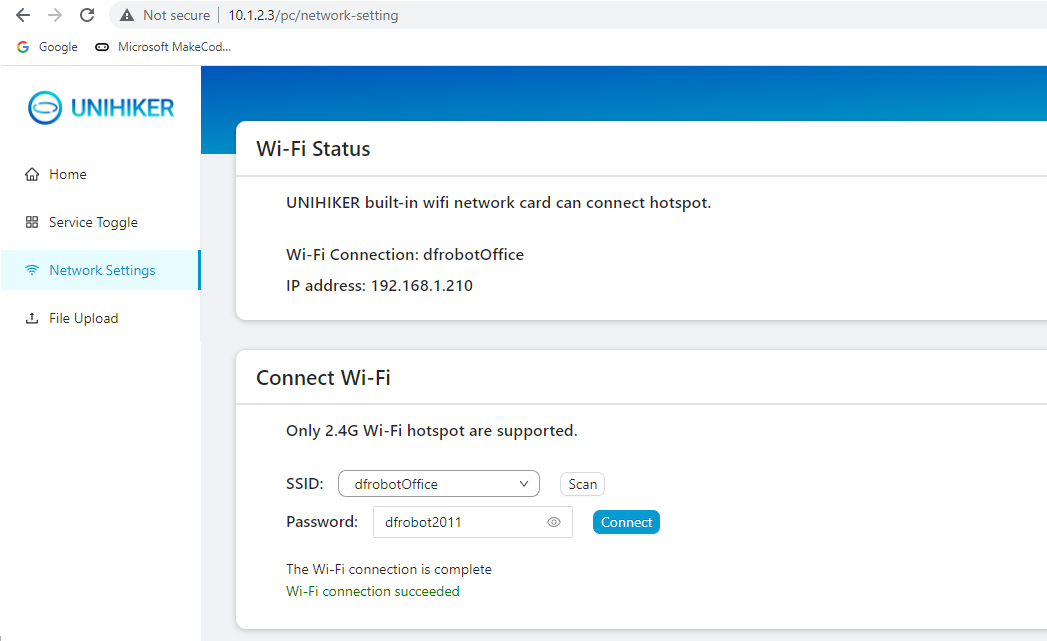 Not secure | 10.1.2.3/pc/network-setting
Google Microsoft MakeCod...
UNIHIKER
Home
Service Toggle
Network Settings
File Upload
Wi-Fi Status
UNIHIKER built-in wifi network card can connect hotspot.
Wi-Fi Connection: dfrobotOffice
IP address: 192.168.1.210
Connect Wi-Fi
Only 2.4G Wi-Fi hotspot are supported.
SSID: dfrobotOffice Scan
Password: dfrobot2011 Connect
The Wi-Fi connection is complete
Wi-Fi connection succeeded